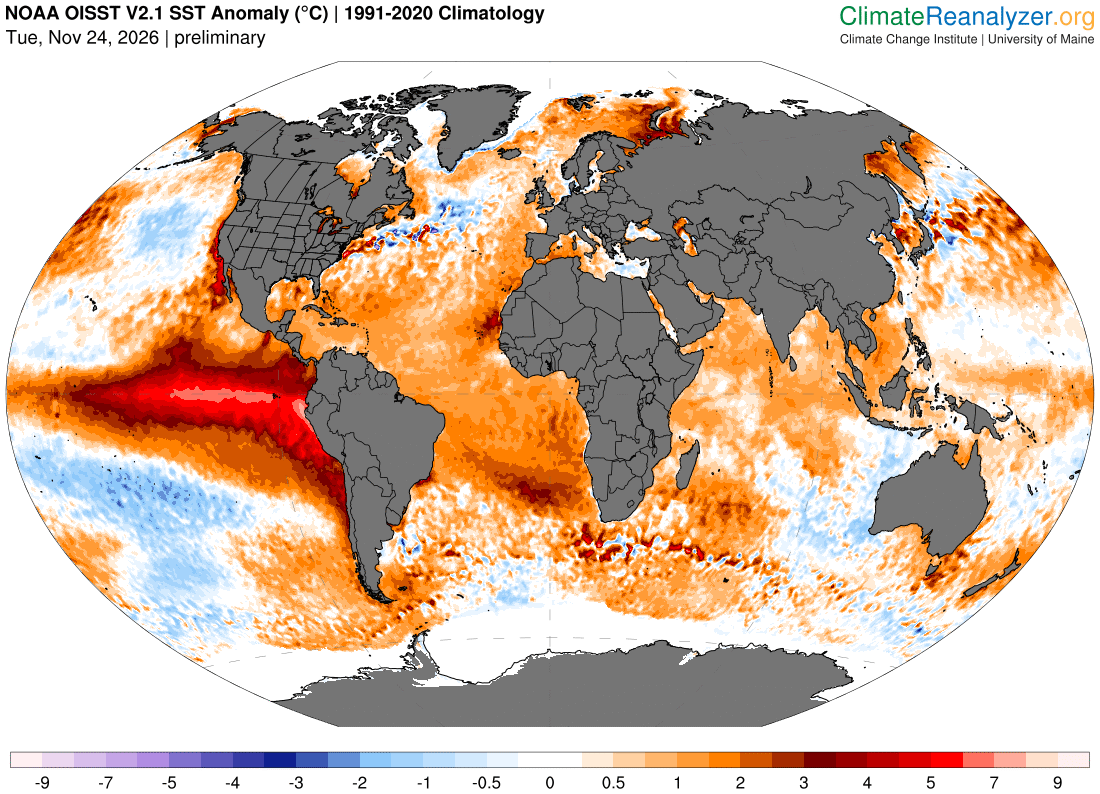 NOAA OISST V2.1 SST Anomaly (°C) | 1991-2020 Climatology
Tue, Nov 24, 2026 | preliminary
ClimateReanalyzer.org
Climate Change Institute | University of Maine
-9 -7 -5 -4 -3 -2 -1 -0.5 0 0.5 1 2 3 4 5 7 9